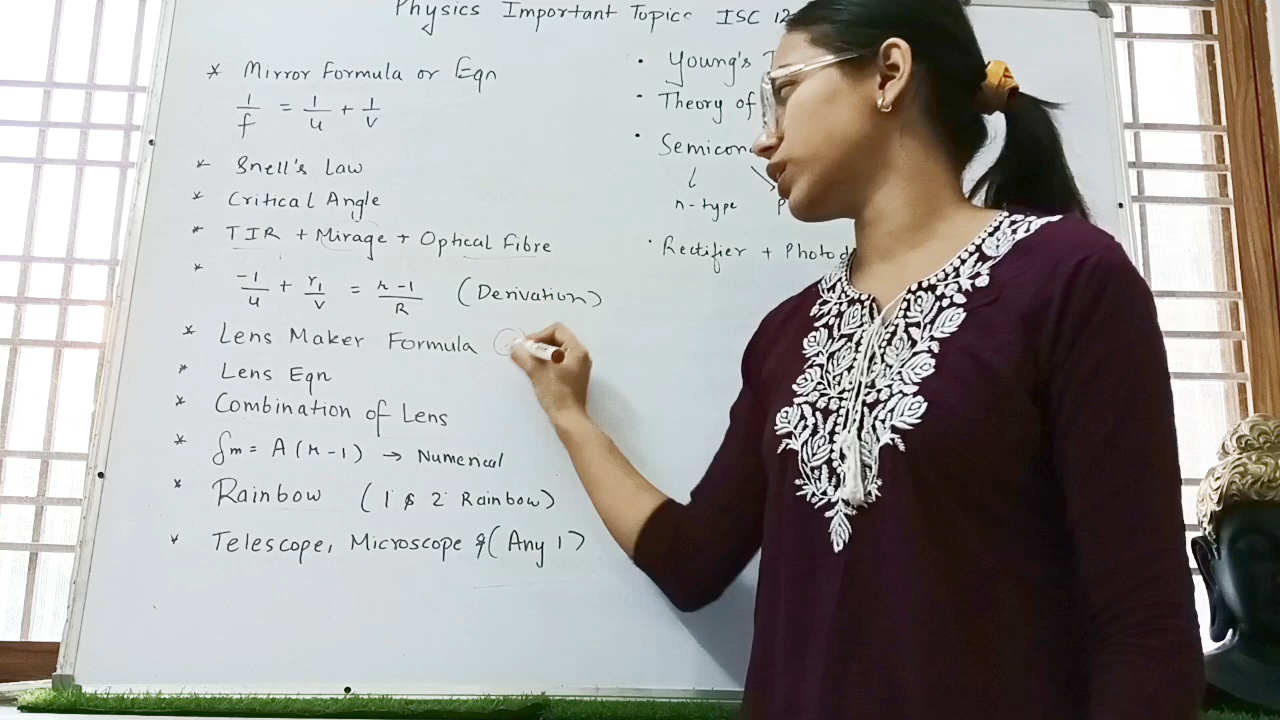 Physics Important Topics ISC 12
* Mirror Formula or Eqn
1/f = 1/u + 1/v
* Snell's Law
* Critical Angle
* TIR + Mirage + Optical Fibre
* -1/u + r1/v = r-1/R (Derivation)
* Lens Maker Formula
* Lens Eqn
* Combination of Lens
* δm = A(r-1) → Numerical
* Rainbow (1° & 2° Rainbow)
* Telescope, Microscope & (Any 1)
• Young's
• Theory of
• Semicon
n-type P
• Rectifier + Photod